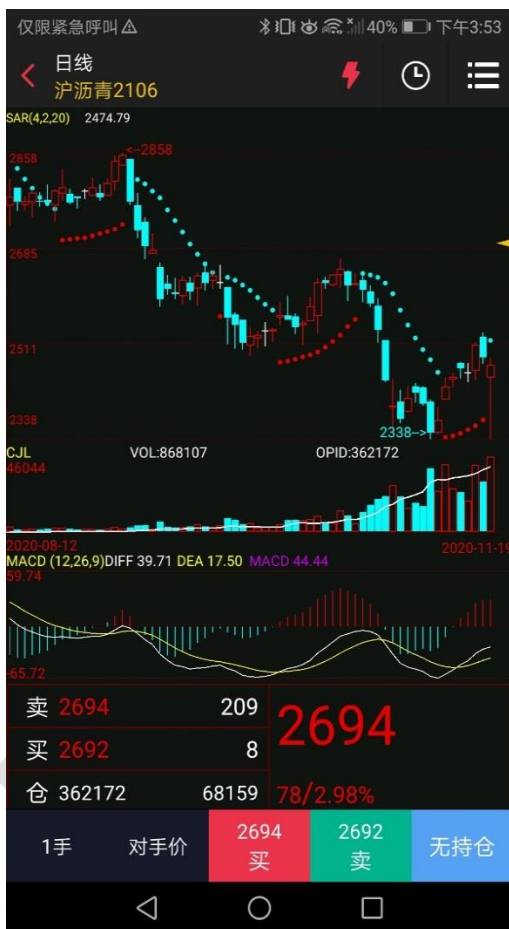 仅限紧急呼叫 40% 下午3:53
日线
沪沥青2106
SAR(4,2,20) 2474.79
2858 <-2858
2685
2511
2338
2338-->
CJL VOL:868107 OPID:362172
46044
2020-08-12 2020-11-19
MACD (12,26,9)DIFF 39.71 DEA 17.50 MACD 44.44
59.74
-65.72
卖 2694 209
2694
买 2692 8
仓 362172 68159
78/2.98%
1手 对手价 2694 2692 无持仓
买 卖